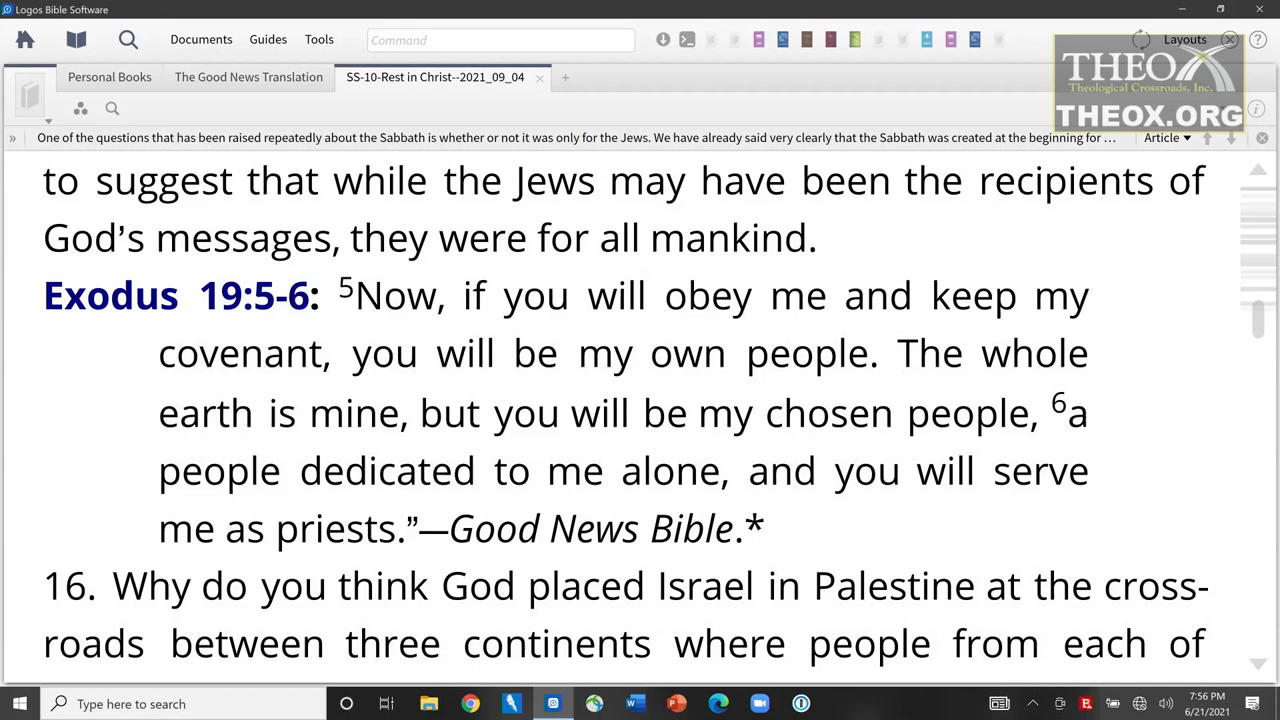 Logos Bible Software
Documents Guides Tools Command Layouts
Personal Books The Good News Translation SS-10-Rest in Christ--2021_09_04
THEOX
Theological Crossroads, Inc.
THEOX.ORG
One of the questions that has been raised repeatedly about the Sabbath is whether or not it was only for the Jews. We have already said very clearly that the Sabbath was created at the beginning for ... Article
to suggest that while the Jews may have been the recipients of
God’s messages, they were for all mankind.
Exodus 19:5-6: ⁵Now, if you will obey me and keep my
covenant, you will be my own people. The whole
earth is mine, but you will be my chosen people, ⁶a
people dedicated to me alone, and you will serve
me as priests.”—Good News Bible.*
16. Why do you think God placed Israel in Palestine at the cross-
roads between three continents where people from each of
Type here to search
7:56 PM
6/21/2021